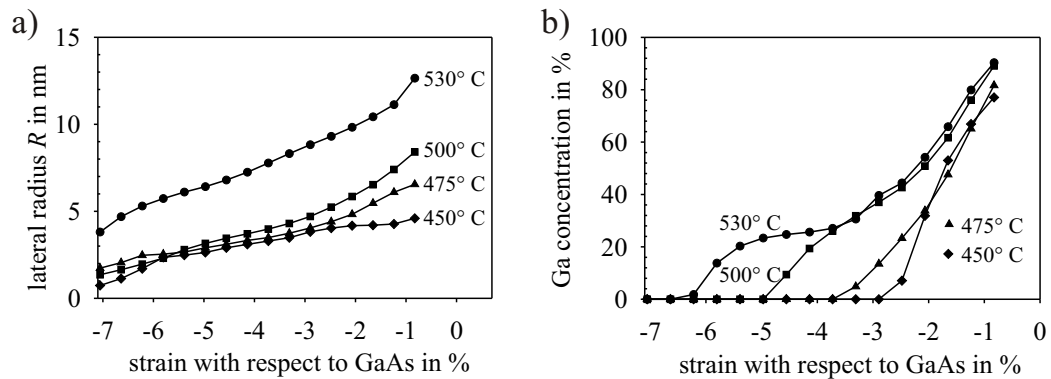 a)
15
10
5
0
lateral radius R in nm
530° C
500° C
475° C
450° C
-7 -6 -5 -4 -3 -2 -1 0
strain with respect to GaAs in %
b)
100
80
60
40
20
0
Ga concentration in %
530° C
500° C
475° C
450° C
-7 -6 -5 -4 -3 -2 -1 0
strain with respect to GaAs in %